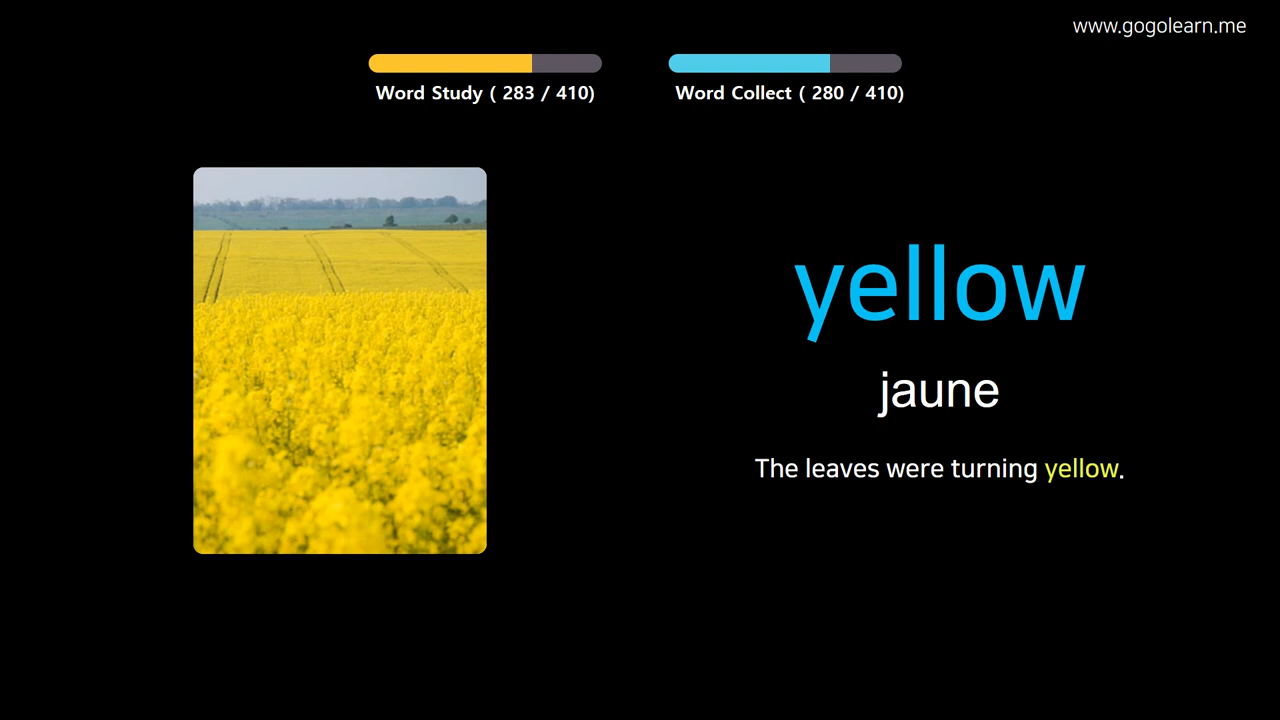 www.gogolearn.me
Word Study ( 283 / 410)
Word Collect ( 280 / 410)
yellow
jaune
The leaves were turning yellow.